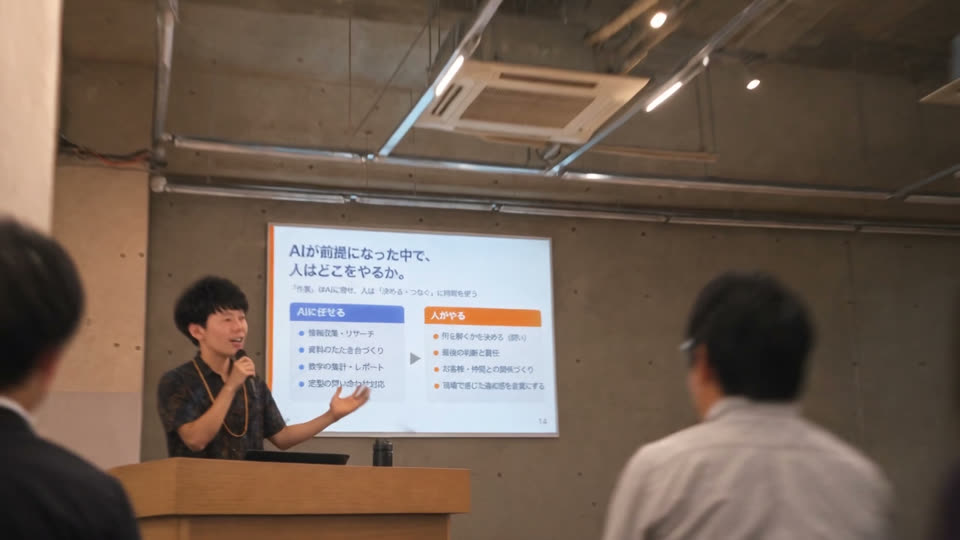 AIが前提になった中で、
人はどこをやるか。
「作業」はAIに寄せ、人は「決める・つなぐ」に時間を使う
AIに任せる
情報収集・リサーチ
資料のたたき台づくり
数字の集計・レポート
定型の問い合わせ対応
人がやる
何を解くかを決める（問い）
最後の判断と責任
お客様・仲間との関係づくり
現場で感じた違和感を言葉にする
14